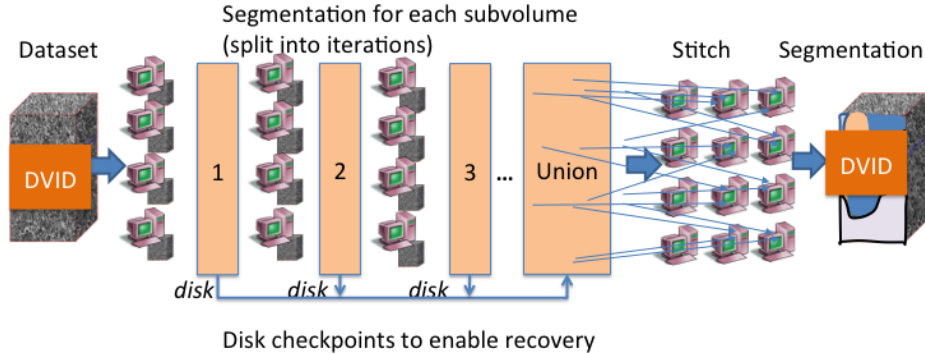 Segmentation for each subvolume
(split into iterations)
Dataset
Stitch
Segmentation
DVID
1
2
3
...
Union
DVID
disk
disk
disk
Disk checkpoints to enable recovery